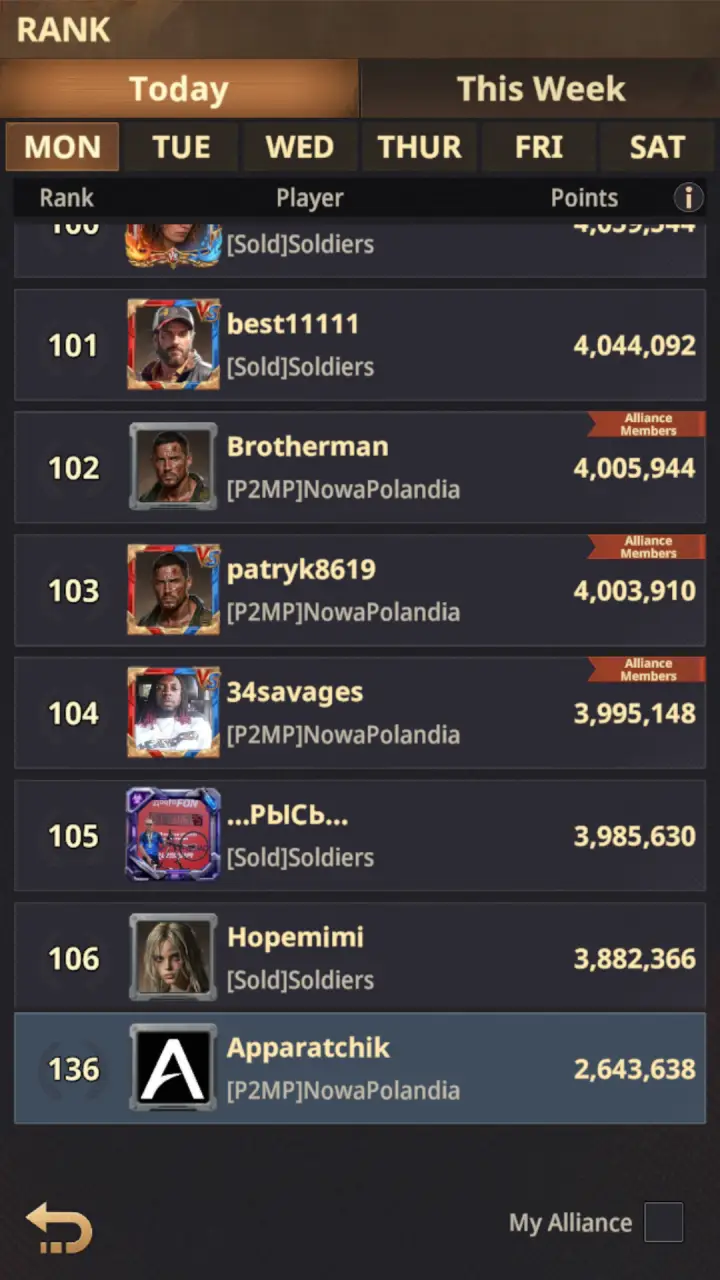 RANK
Today
This Week
MON
TUE
WED
THUR
FRI
SAT
Rank
Player
Points
i
100
[Sold]Soldiers
101
best11111
[Sold]Soldiers
4,044,092
102
Brotherman
[P2MP]NowaPolandia
Alliance
Members
4,005,944
103
patryk8619
[P2MP]NowaPolandia
Alliance
Members
4,003,910
104
34savages
[P2MP]NowaPolandia
Alliance
Members
3,995,148
105
...РЫСЬ...
[Sold]Soldiers
3,985,630
106
Hopemimi
[Sold]Soldiers
3,882,366
136
Apparatchik
[P2MP]NowaPolandia
2,643,638
My Alliance